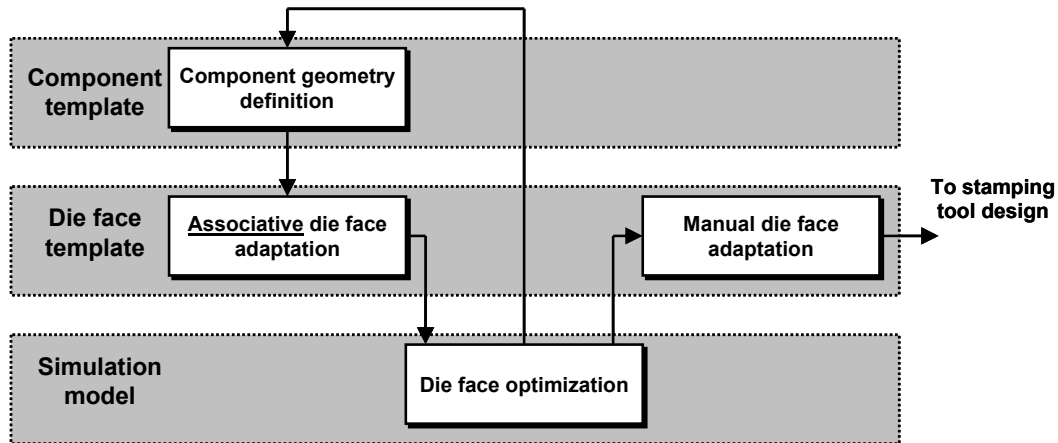 Component
template
Component geometry
definition
Die face
template
Associative die face
adaptation
Manual die face
adaptation
To stamping
tool design
Simulation
model
Die face optimization